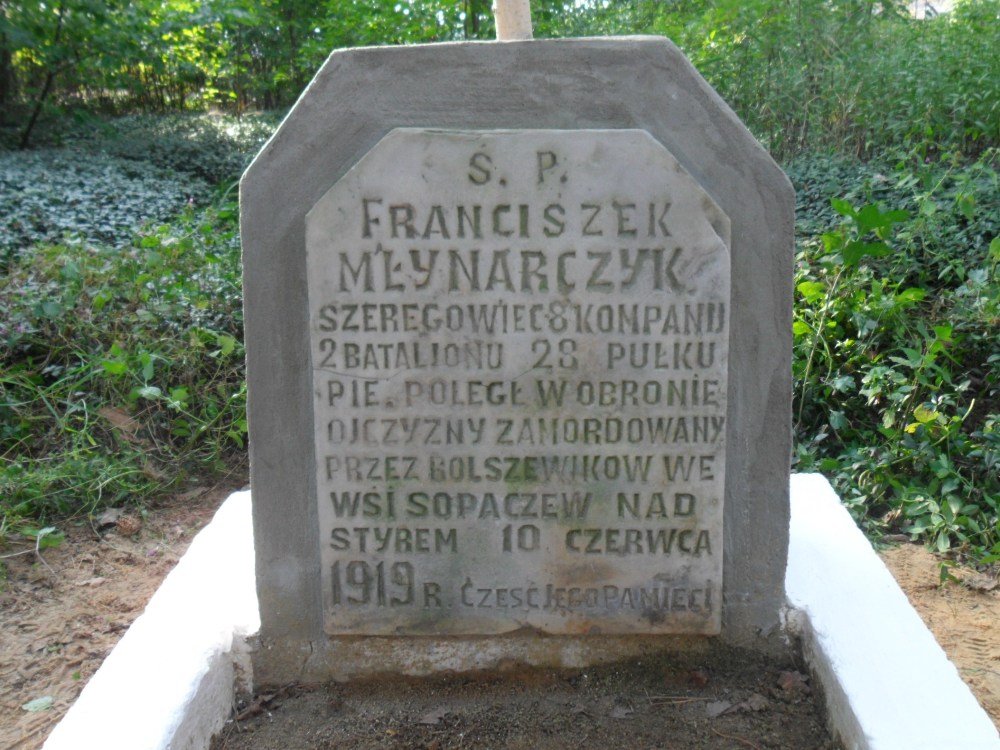 Ś. P.
FRANCISZEK
MŁYNARCZYK
SZEREGOWIEC·8 KOMPANII
2 BATALJONU 28 PUŁKU
PIE. POLEGŁ W OBRONIE
OJCZYZNY ZAMORDOWANY
PRZEZ BOLSZEWIKÓW WE
WŚI SOPACZEW NAD
STYREM 10 CZERWCA
1919 R. CZEŚĆ JEGO PAMIĘCI